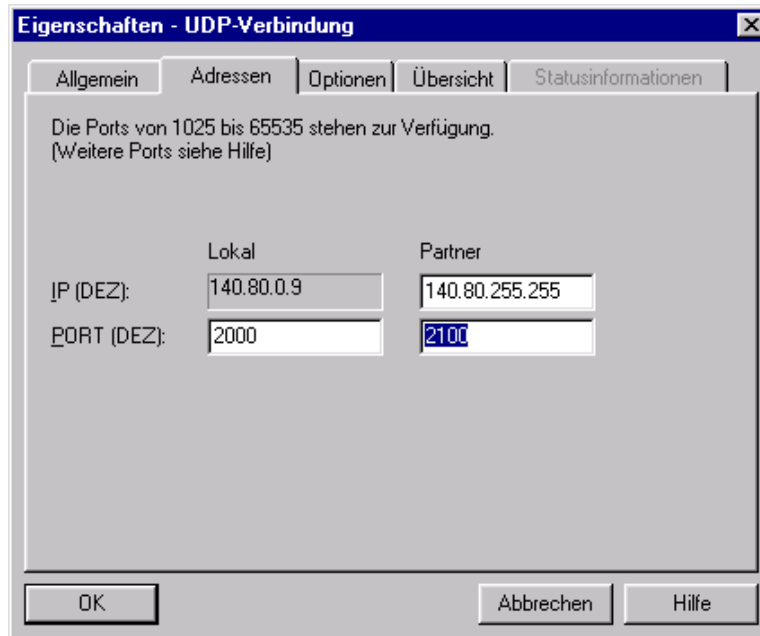 Eigenschaften - UDP-Verbindung
Allgemein Adressen Optionen Übersicht Statusinformationen
Die Ports von 1025 bis 65535 stehen zur Verfügung.
(Weitere Ports siehe Hilfe)
Lokal Partner
IP (DEZ): 140.80.0.9 140.80.255.255
PORT (DEZ): 2000 2100
OK Abbrechen Hilfe